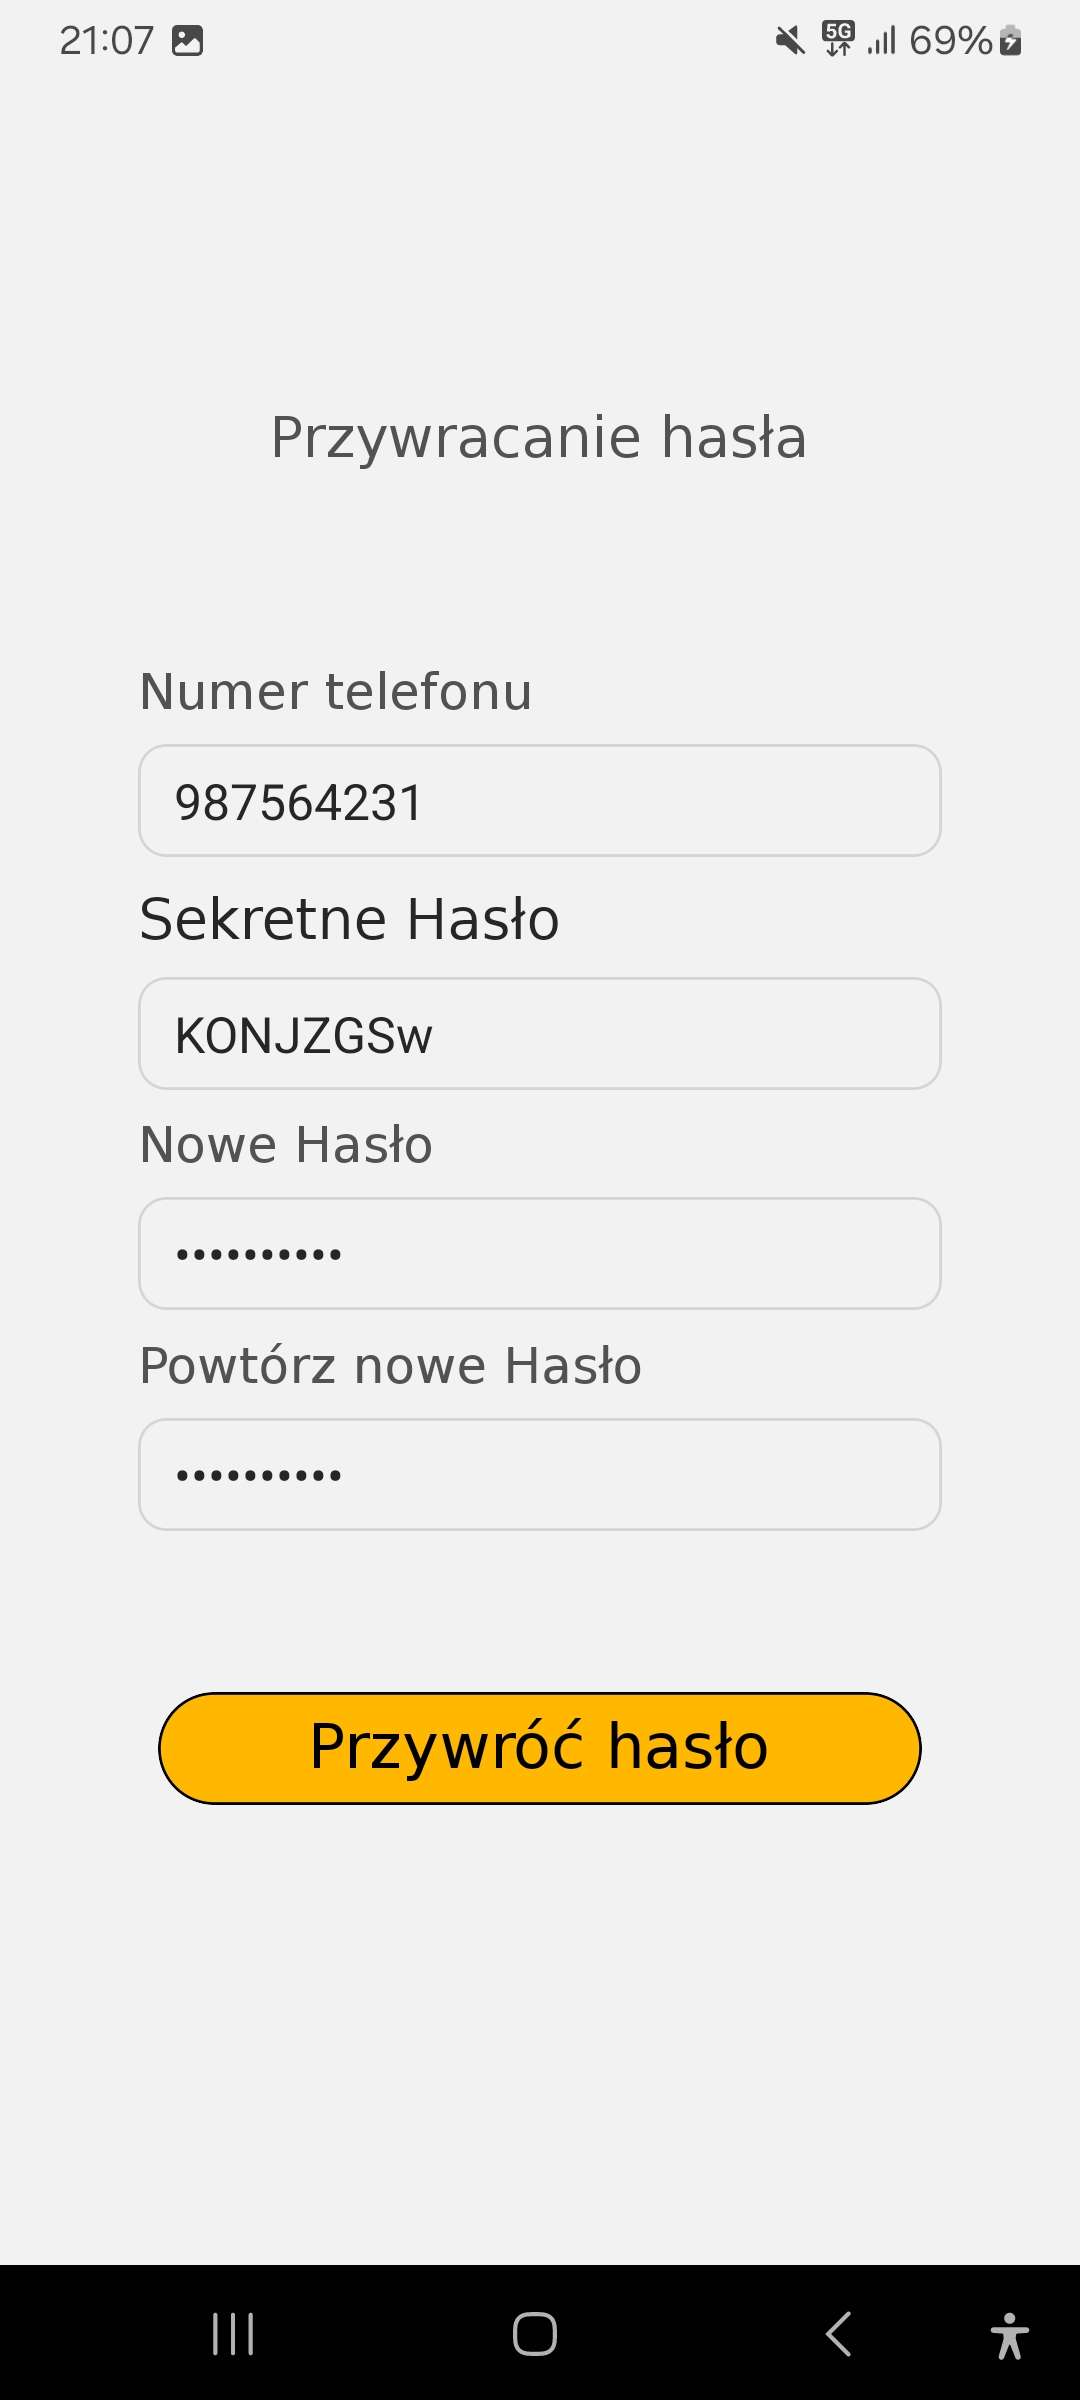 21:07 5G 69%
Przywracanie hasła
Numer telefonu
987564231
Sekretne Hasło
KONJZGSw
Nowe Hasło
••••••••••
Powtórz nowe Hasło
••••••••••
Przywróć hasło